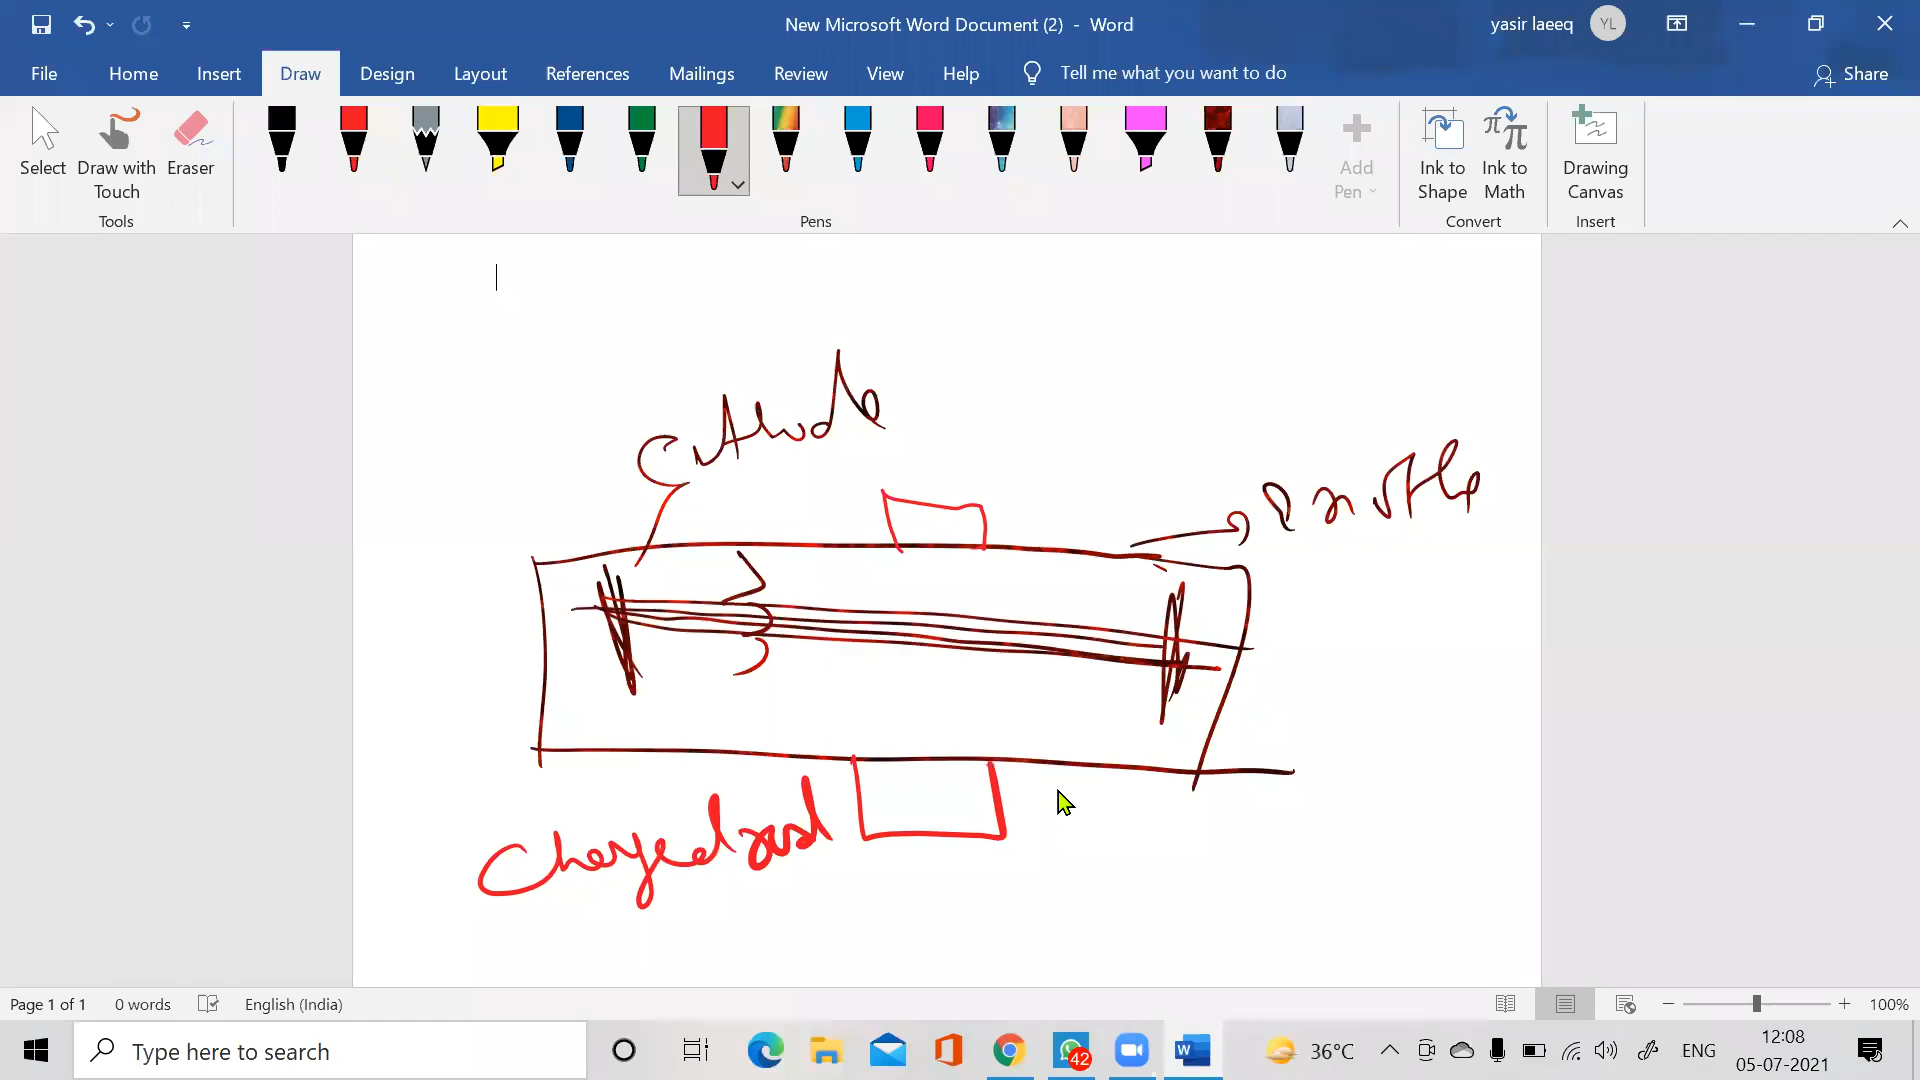 New Microsoft Word Document (2) - Word
yasir laeeq YL
File Home Insert Draw Design Layout References Mailings Review View Help Tell me what you want to do Share
Select Draw with Touch Eraser Add Pen Ink to Shape Ink to Math Drawing Canvas
Tools Pens Convert Insert
Cathode
Charged
Page 1 of 1 0 words English (India) 100%
Type here to search 42 36°C ENG 12:08
05-07-2021